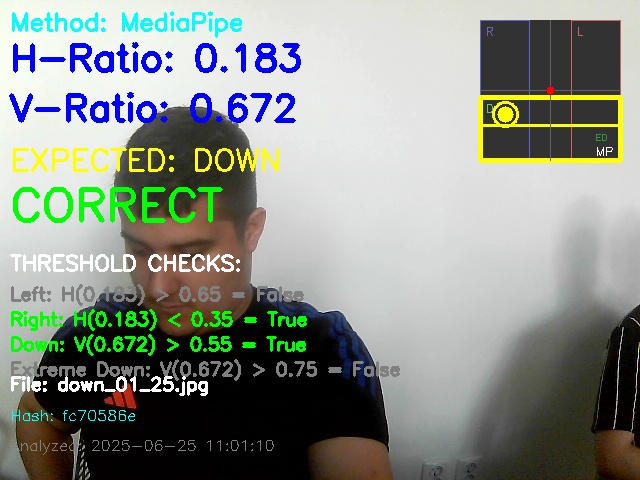 Method: MediaPipe
H-Ratio: 0.183
V-Ratio: 0.672
EXPECTED: DOWN
CORRECT
THRESHOLD CHECKS:
Left: H(0.183) > 0.65 = False
Right: H(0.183) < 0.35 = True
Down: V(0.672) > 0.55 = True
Extreme Down: V(0.672) > 0.75 = False
File: down_01_25.jpg
Hash: fc70586e
Analyzed: 2025-06-25 11:01:10
R L
D
ED
MP